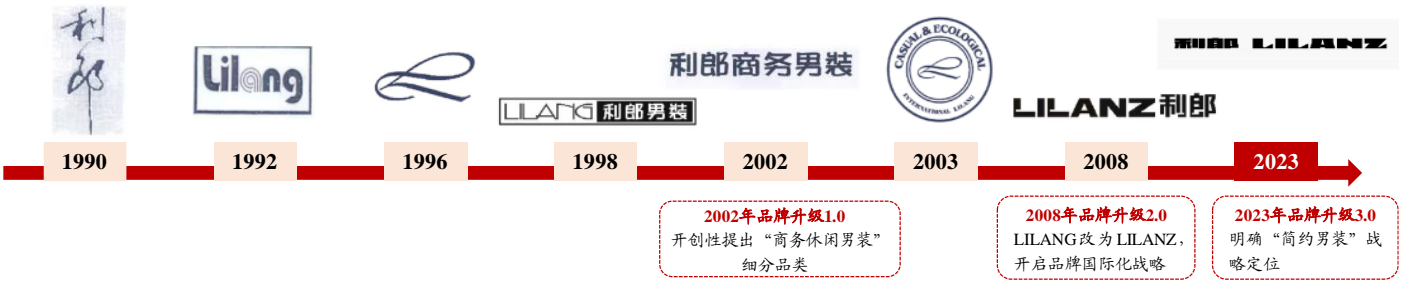 利郎
Lilang
LILANG 利郎男装
利郎商务男装
CASUAL & ECOLOGICAL
INTERNATIONAL LILANG
LILANZ利郎
利郎 LILANZ
1990
1992
1996
1998
2002
2003
2008
2023
2002年品牌升级1.0
开创性提出“商务休闲男装”
细分品类
2008年品牌升级2.0
LILANG改为LILANZ，
开启品牌国际化战略
2023年品牌升级3.0
明确“简约男装”战
略定位